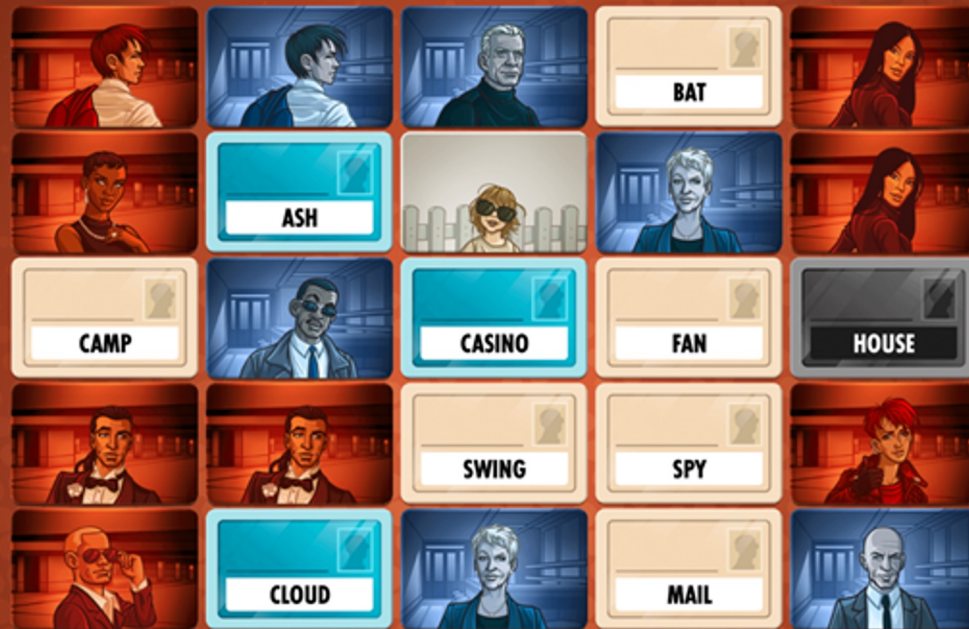 BAT
ASH
CAMP
CASINO
FAN
HOUSE
SWING
SPY
CLOUD
MAIL